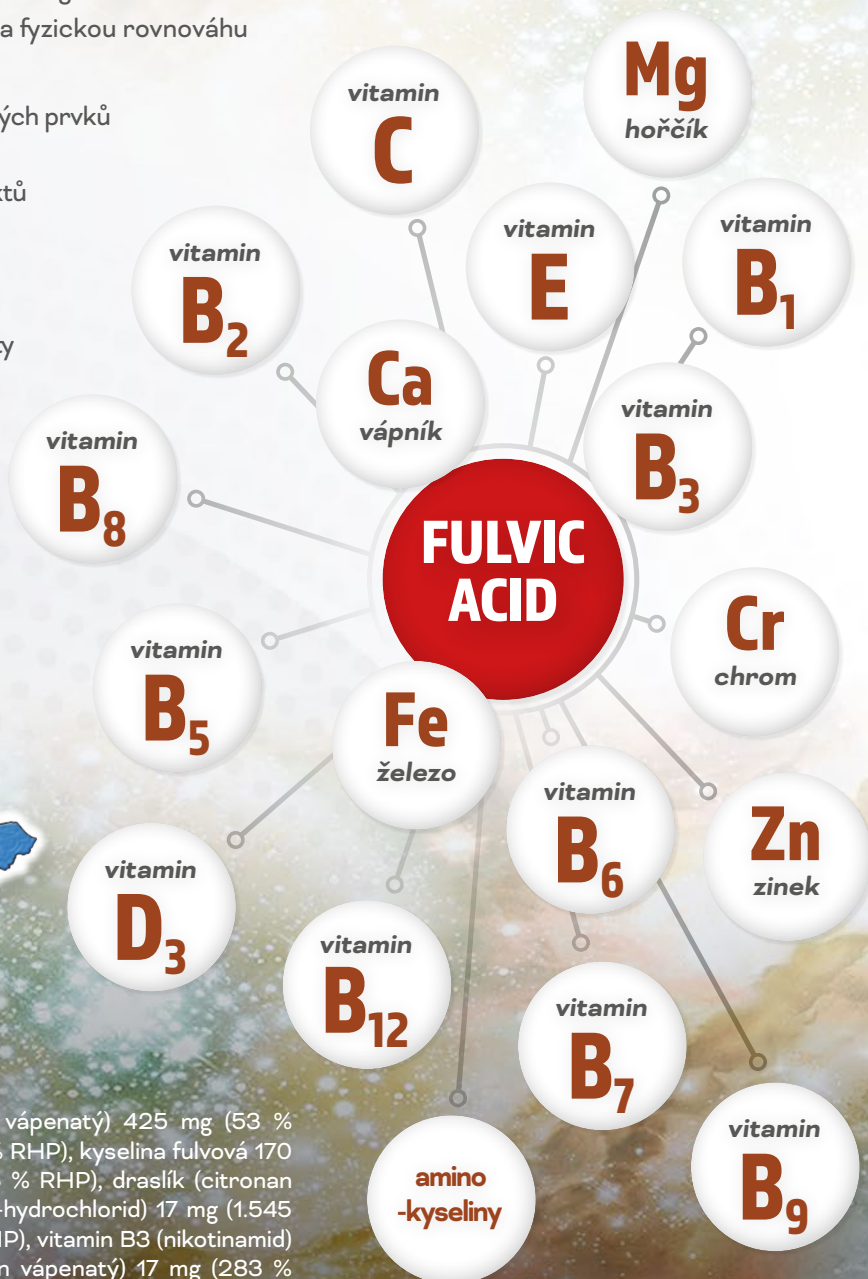 a fyzickou rovnováhu
ých prvků
ktů
ty
Mg
hořčík
vitamin
C
vitamin
E
vitamin
B₁
vitamin
B₂
Ca
vápník
vitamin
B₃
vitamin
B₈
FULVIC
ACID
Cr
chrom
vitamin
B₅
Fe
železo
vitamin
B₆
Zn
zinek
vitamin
D₃
vitamin
B₁₂
vitamin
B₇
vitamin
B₉
amino
-kyseliny
vápenatý) 425 mg (53 %
RHP), kyselina fulvová 170
% RHP), draslík (citronan
-hydrochlorid) 17 mg (1.545
vitamin B3 (nikotinamid)
vápenatý) 17 mg (283 %